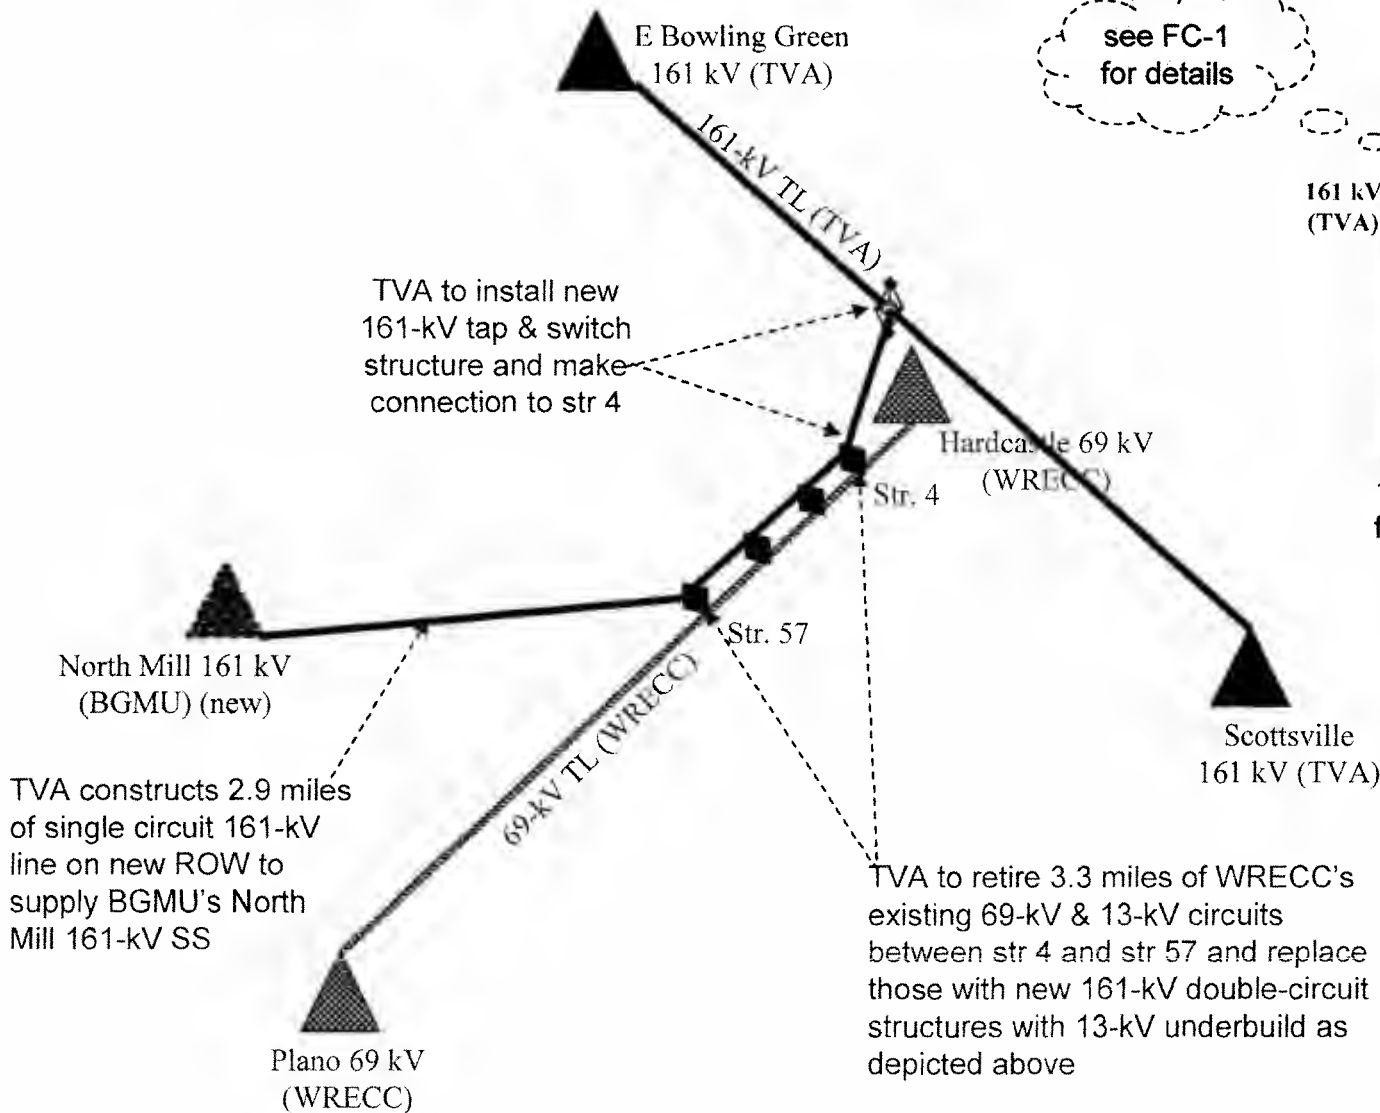 E Bowling Green
161 kV (TVA)
see FC-1
for details
161-kV TL (TVA)
161 kV
(TVA)
TVA to install new
161-kV tap & switch
structure and make
connection to str 4
Hardcastle 69 kV
(WRECC)
Str. 4
f
Str. 57
North Mill 161 kV
(BGMU) (new)
69-kV TL (WRECC)
Scottsville
161 kV (TVA)
TVA constructs 2.9 miles
of single circuit 161-kV
line on new ROW to
supply BGMU's North
Mill 161-kV SS
TVA to retire 3.3 miles of WRECC's
existing 69-kV & 13-kV circuits
between str 4 and str 57 and replace
those with new 161-kV double-circuit
structures with 13-kV underbuild as
depicted above
Plano 69 kV
(WRECC)